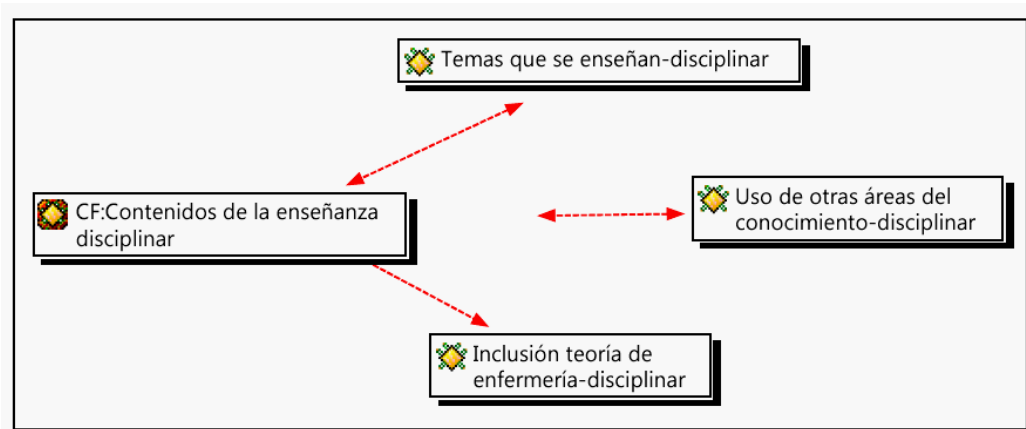 Temas que se enseñan-disciplinar
CF:Contenidos de la enseñanza
disciplinar
Uso de otras áreas del
conocimiento-disciplinar
Inclusión teoría de
enfermería-disciplinar